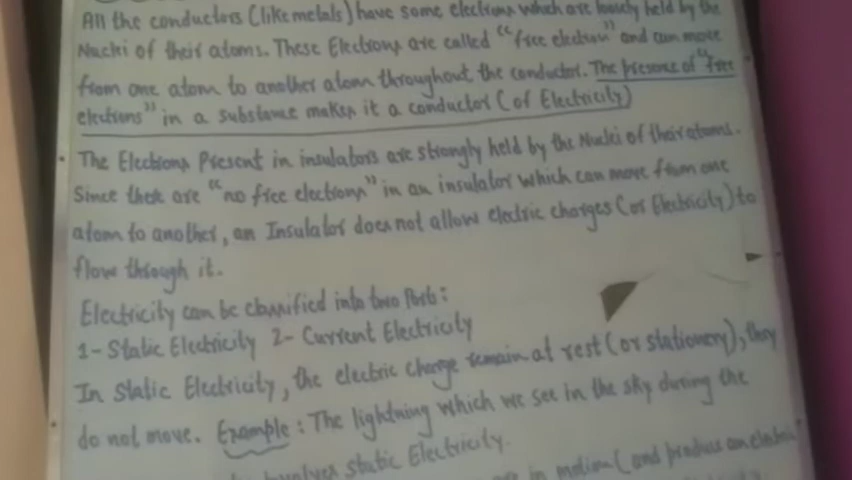 All the conductors (like metals) have some electrons which are loosely held by the
Nuclei of their atoms. These Electrons are called "free electron" and can move
from one atom to another atom throughout the conductor. The presence of "free
electrons" in a substance makes it a conductor (of Electricity)
. The Electrons Present in insulators are strongly held by the Nuclei of their atoms.
Since there are "no free electrons" in an insulator which can move from one
atom to another, an Insulator does not allow electric charges (or Electricity) to
flow through it.
Electricity can be classified into two Parts:
1- Static Electricity 2- Current Electricity
In Static Electricity, the electric charge remain at rest (or stationery), they
do not move. Example: The lightning which we see in the sky during the
involves static Electricity.
in motion (and produce an electric